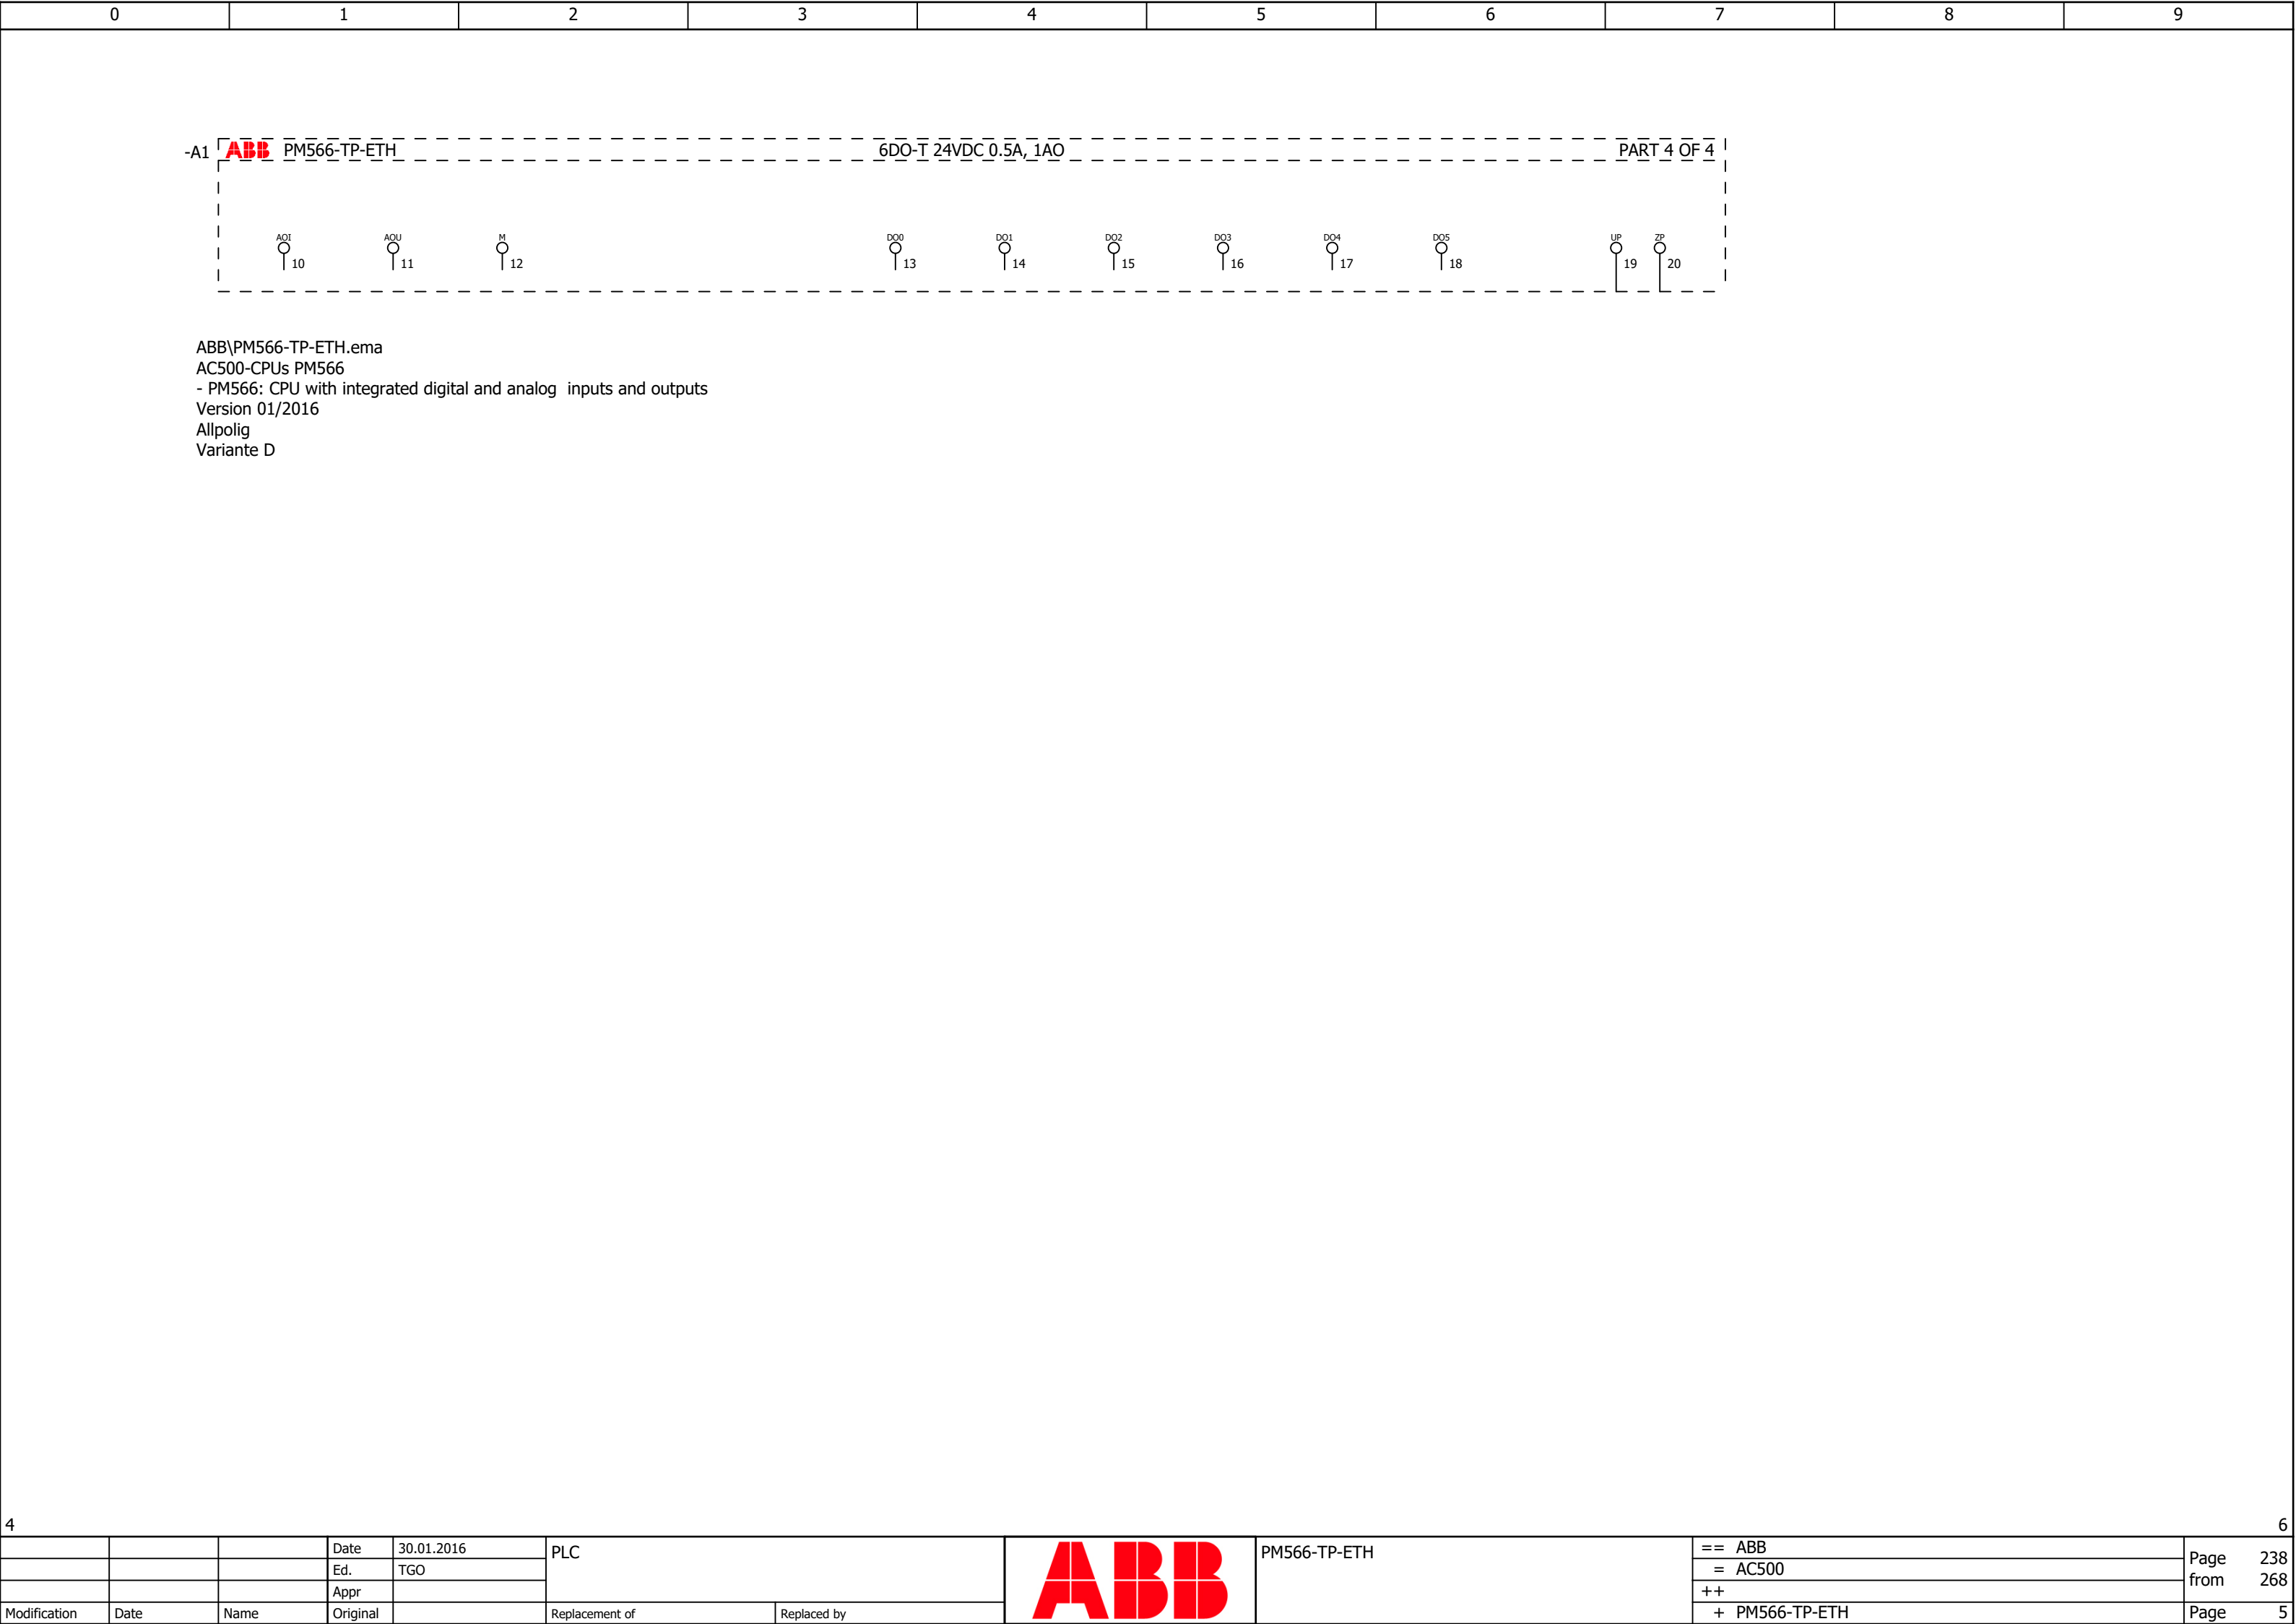 0 1 2 3 4 5 6 7 8 9
-A1 ABB PM566-TP-ETH 6DO-T 24VDC 0.5A, 1AO PART 4 OF 4
AOI AOU M DO0 DO1 DO2 DO3 DO4 DO5 UP ZP
10 11 12 13 14 15 16 17 18 19 20
ABB\PM566-TP-ETH.ema
AC500-CPUs PM566
- PM566: CPU with integrated digital and analog  inputs and outputs
Version 01/2016
Allpolig
Variante D
4 6
Date 30.01.2016 PLC ABB PM566-TP-ETH == ABB Page 238
Ed. TGO = AC500 from 268
Appr ++
Modification Date Name Original Replacement of Replaced by + PM566-TP-ETH Page 5